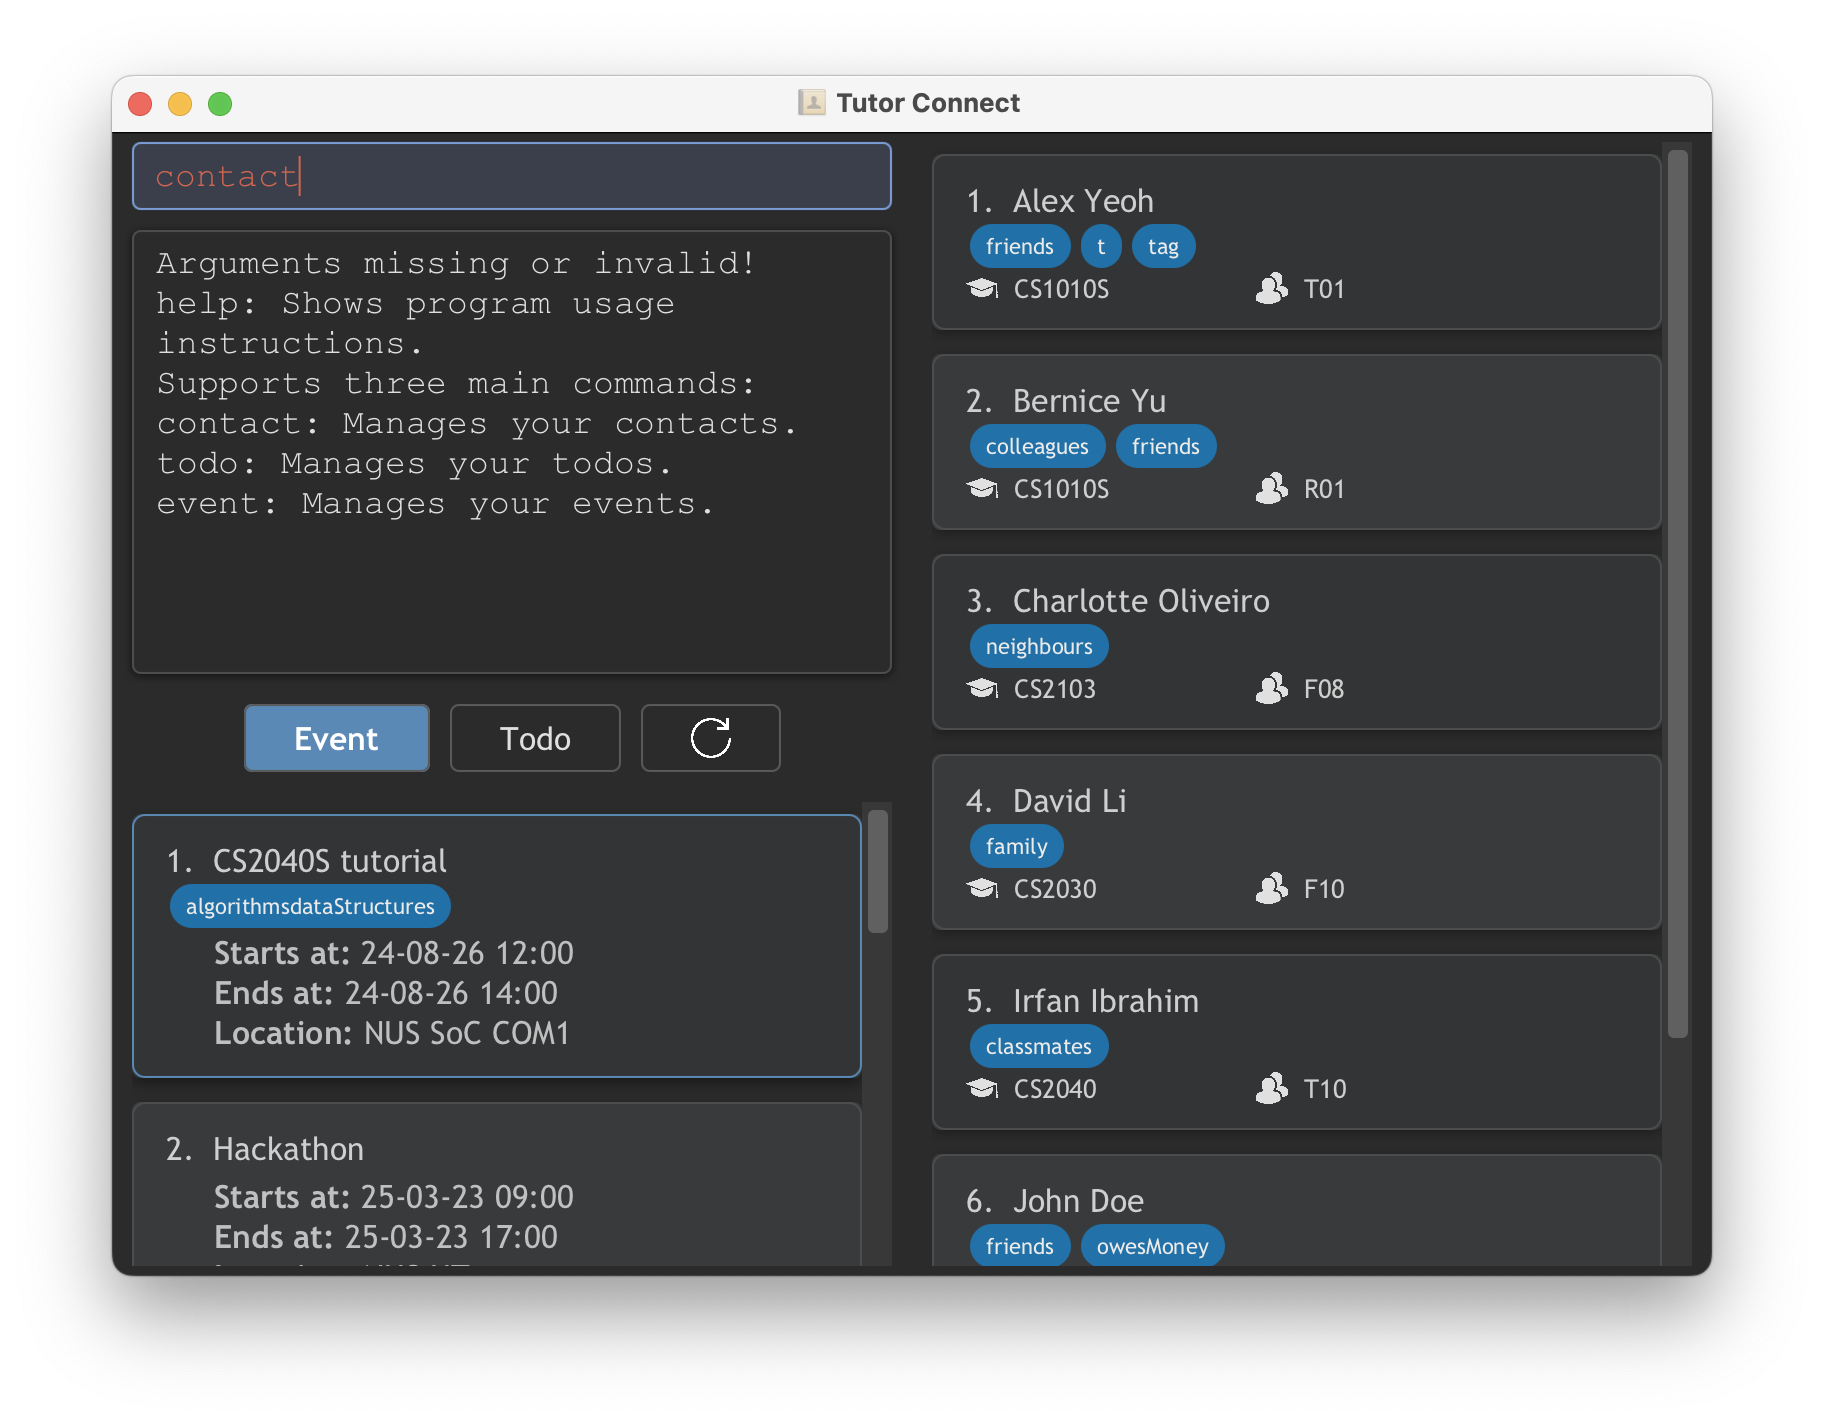 Tutor Connect
contact
Arguments missing or invalid!
help: Shows program usage
instructions.
Supports three main commands:
contact: Manages your contacts.
todo: Manages your todos.
event: Manages your events.
Event
Todo
1. CS2040S tutorial
algorithmsdataStructures
Starts at: 24-08-26 12:00
Ends at: 24-08-26 14:00
Location: NUS SoC COM1
2. Hackathon
Starts at: 25-03-23 09:00
Ends at: 25-03-23 17:00
1. Alex Yeoh
friends t tag
CS1010S T01
2. Bernice Yu
colleagues friends
CS1010S R01
3. Charlotte Oliveiro
neighbours
CS2103 F08
4. David Li
family
CS2030 F10
5. Irfan Ibrahim
classmates
CS2040 T10
6. John Doe
friends owesMoney